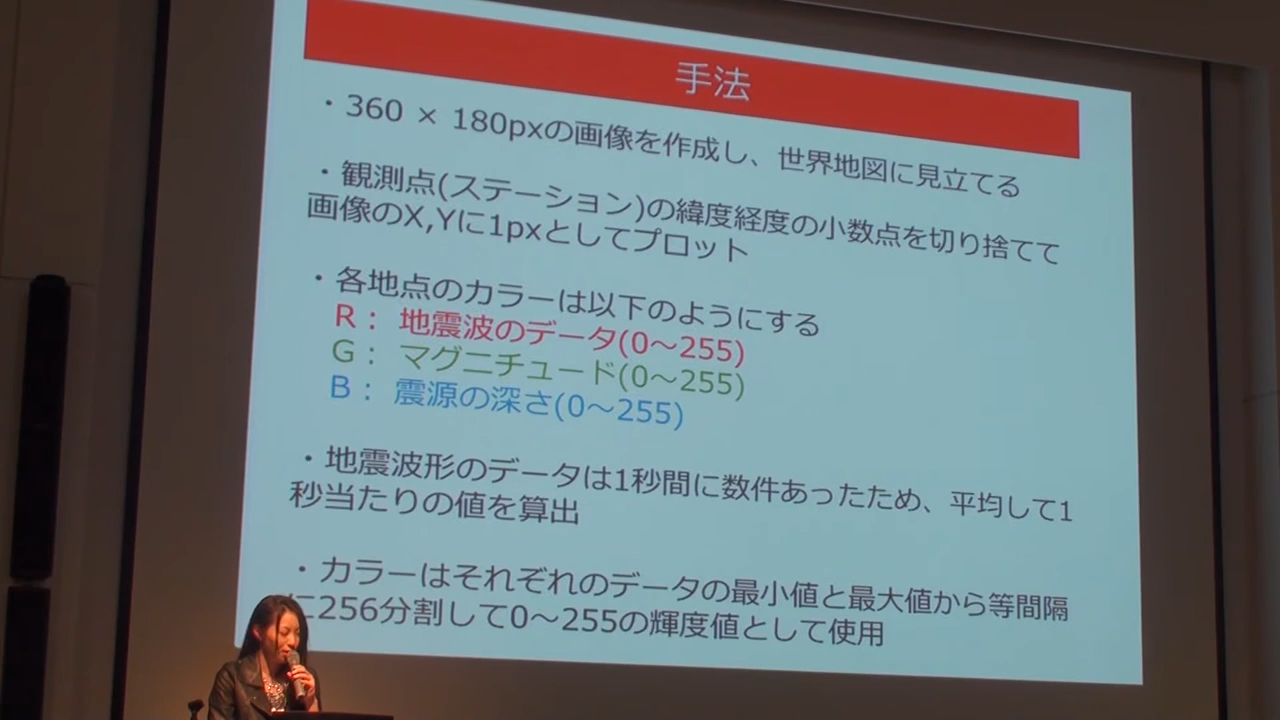 手法
・360 × 180pxの画像を作成し、世界地図に見立てる
・観測点(ステーション)の緯度経度の小数点を切り捨てて
画像のX,Yに1pxとしてプロット
・各地点のカラーは以下のようにする
R： 地震波のデータ(0～255)
G： マグニチュード(0～255)
B： 震源の深さ(0～255)
・地震波形のデータは1秒間に数件あったため、平均して1
秒当たりの値を算出
・カラーはそれぞれのデータの最小値と最大値から等間隔
に256分割して0～255の輝度値として使用